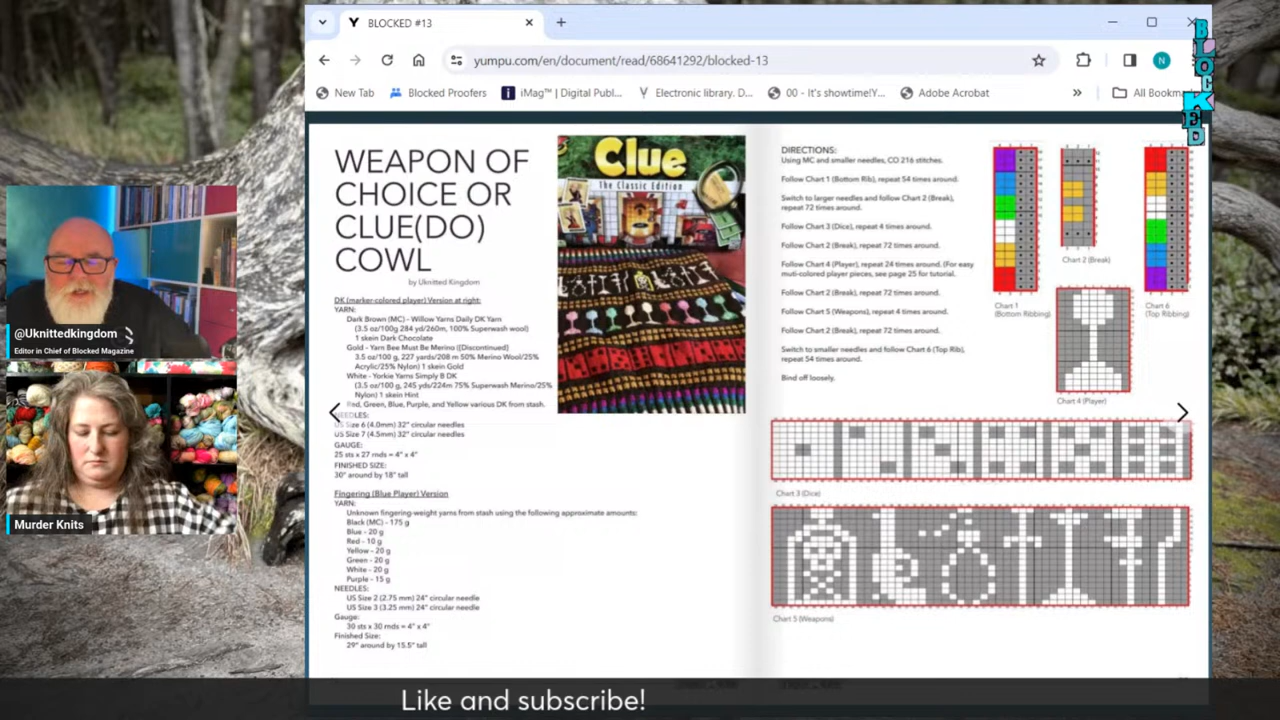 BLOCKED #13
yumpu.com/en/document/read/68641292/blocked-13
N
New Tab
Blocked Proofers
iMag™ | Digital Publ...
Electronic library. D...
00 - It's showtime!Y...
Adobe Acrobat
»
All Bookma
BLOCKED
WEAPON OF
CHOICE OR
CLUE(DO)
COWL
by Uknitted Kingdom
DK (marker-colored player) Version at right:
YARN:
Dark Brown (MC) - Willow Yarns Daily DK Yarn
(3.5 oz/100g 284 yd/260m, 100% Superwash wool)
1 skein Dark Chocolate
Gold - Yarn Bee Must Be Merino ((Discontinued)
3.5 oz/100 g, 227 yards/208 m 50% Merino Wool/25%
Acrylic/25% Nylon) 1 skein Gold
White - Yorkie Yarns Simply B DK
(3.5 oz/100 g, 245 yds/224m 75% Superwash Merino/25%
Nylon) 1 skein Hint
Red, Green, Blue, Purple, and Yellow various DK from stash.
NEEDLES:
US Size 6 (4.0mm) 32" circular needles
US Size 7 (4.5mm) 32" circular needles
GAUGE:
25 sts x 27 rnds = 4" x 4"
FINISHED SIZE:
30" around by 18" tall
Fingering (Blue Player) Version
YARN:
Unknown fingering-weight yarns from stash using the following approximate amounts:
Black (MC) - 175 g
Blue - 20 g
Red - 10 g
Yellow - 20 g
Green - 20 g
White - 20 g
Purple - 15 g
NEEDLES:
US Size 2 (2.75 mm) 24" circular needle
US Size 3 (3.25 mm) 24" circular needle
Gauge:
30 sts x 30 rnds = 4" x 4"
Finished Size:
29" around by 15.5" tall
Clue
The Classic Edition
DIRECTIONS:
Using MC and smaller needles, CO 216 stitches.
Follow Chart 1 (Bottom Rib), repeat 54 times around.
Switch to larger needles and follow Chart 2 (Break),
repeat 72 times around.
Follow Chart 3 (Dice), repeat 4 times around.
Follow Chart 2 (Break), repeat 72 times around.
Follow Chart 4 (Player), repeat 24 times around. (For easy
muti-colored player pieces, see page 25 for tutorial.
Follow Chart 2 (Break), repeat 72 times around.
Follow Chart 5 (Weapons), repeat 4 times around.
Follow Chart 2 (Break), repeat 72 times around.
Switch to smaller needles and follow Chart 6 (Top Rib),
repeat 54 times around.
Bind off loosely.
Chart 1
(Bottom Ribbing)
Chart 2 (Break)
Chart 6
(Top Ribbing)
Chart 4 (Player)
Chart 3 (Dice)
Chart 5 (Weapons)
@Uknittedkingdom
Editor in Chief of Blocked Magazine
Murder Knits
Like and subscribe!